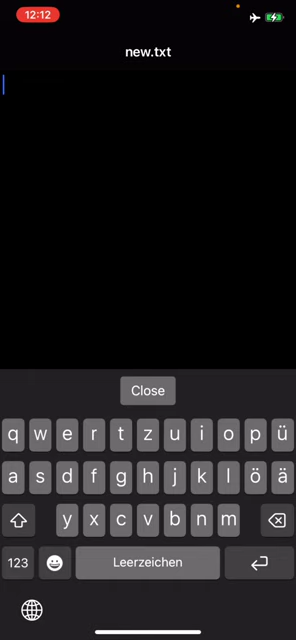 12:12
new.txt
Close
q w e r t z u i o p ü
a s d f g h j k l ö ä
y x c v b n m
123 Leerzeichen